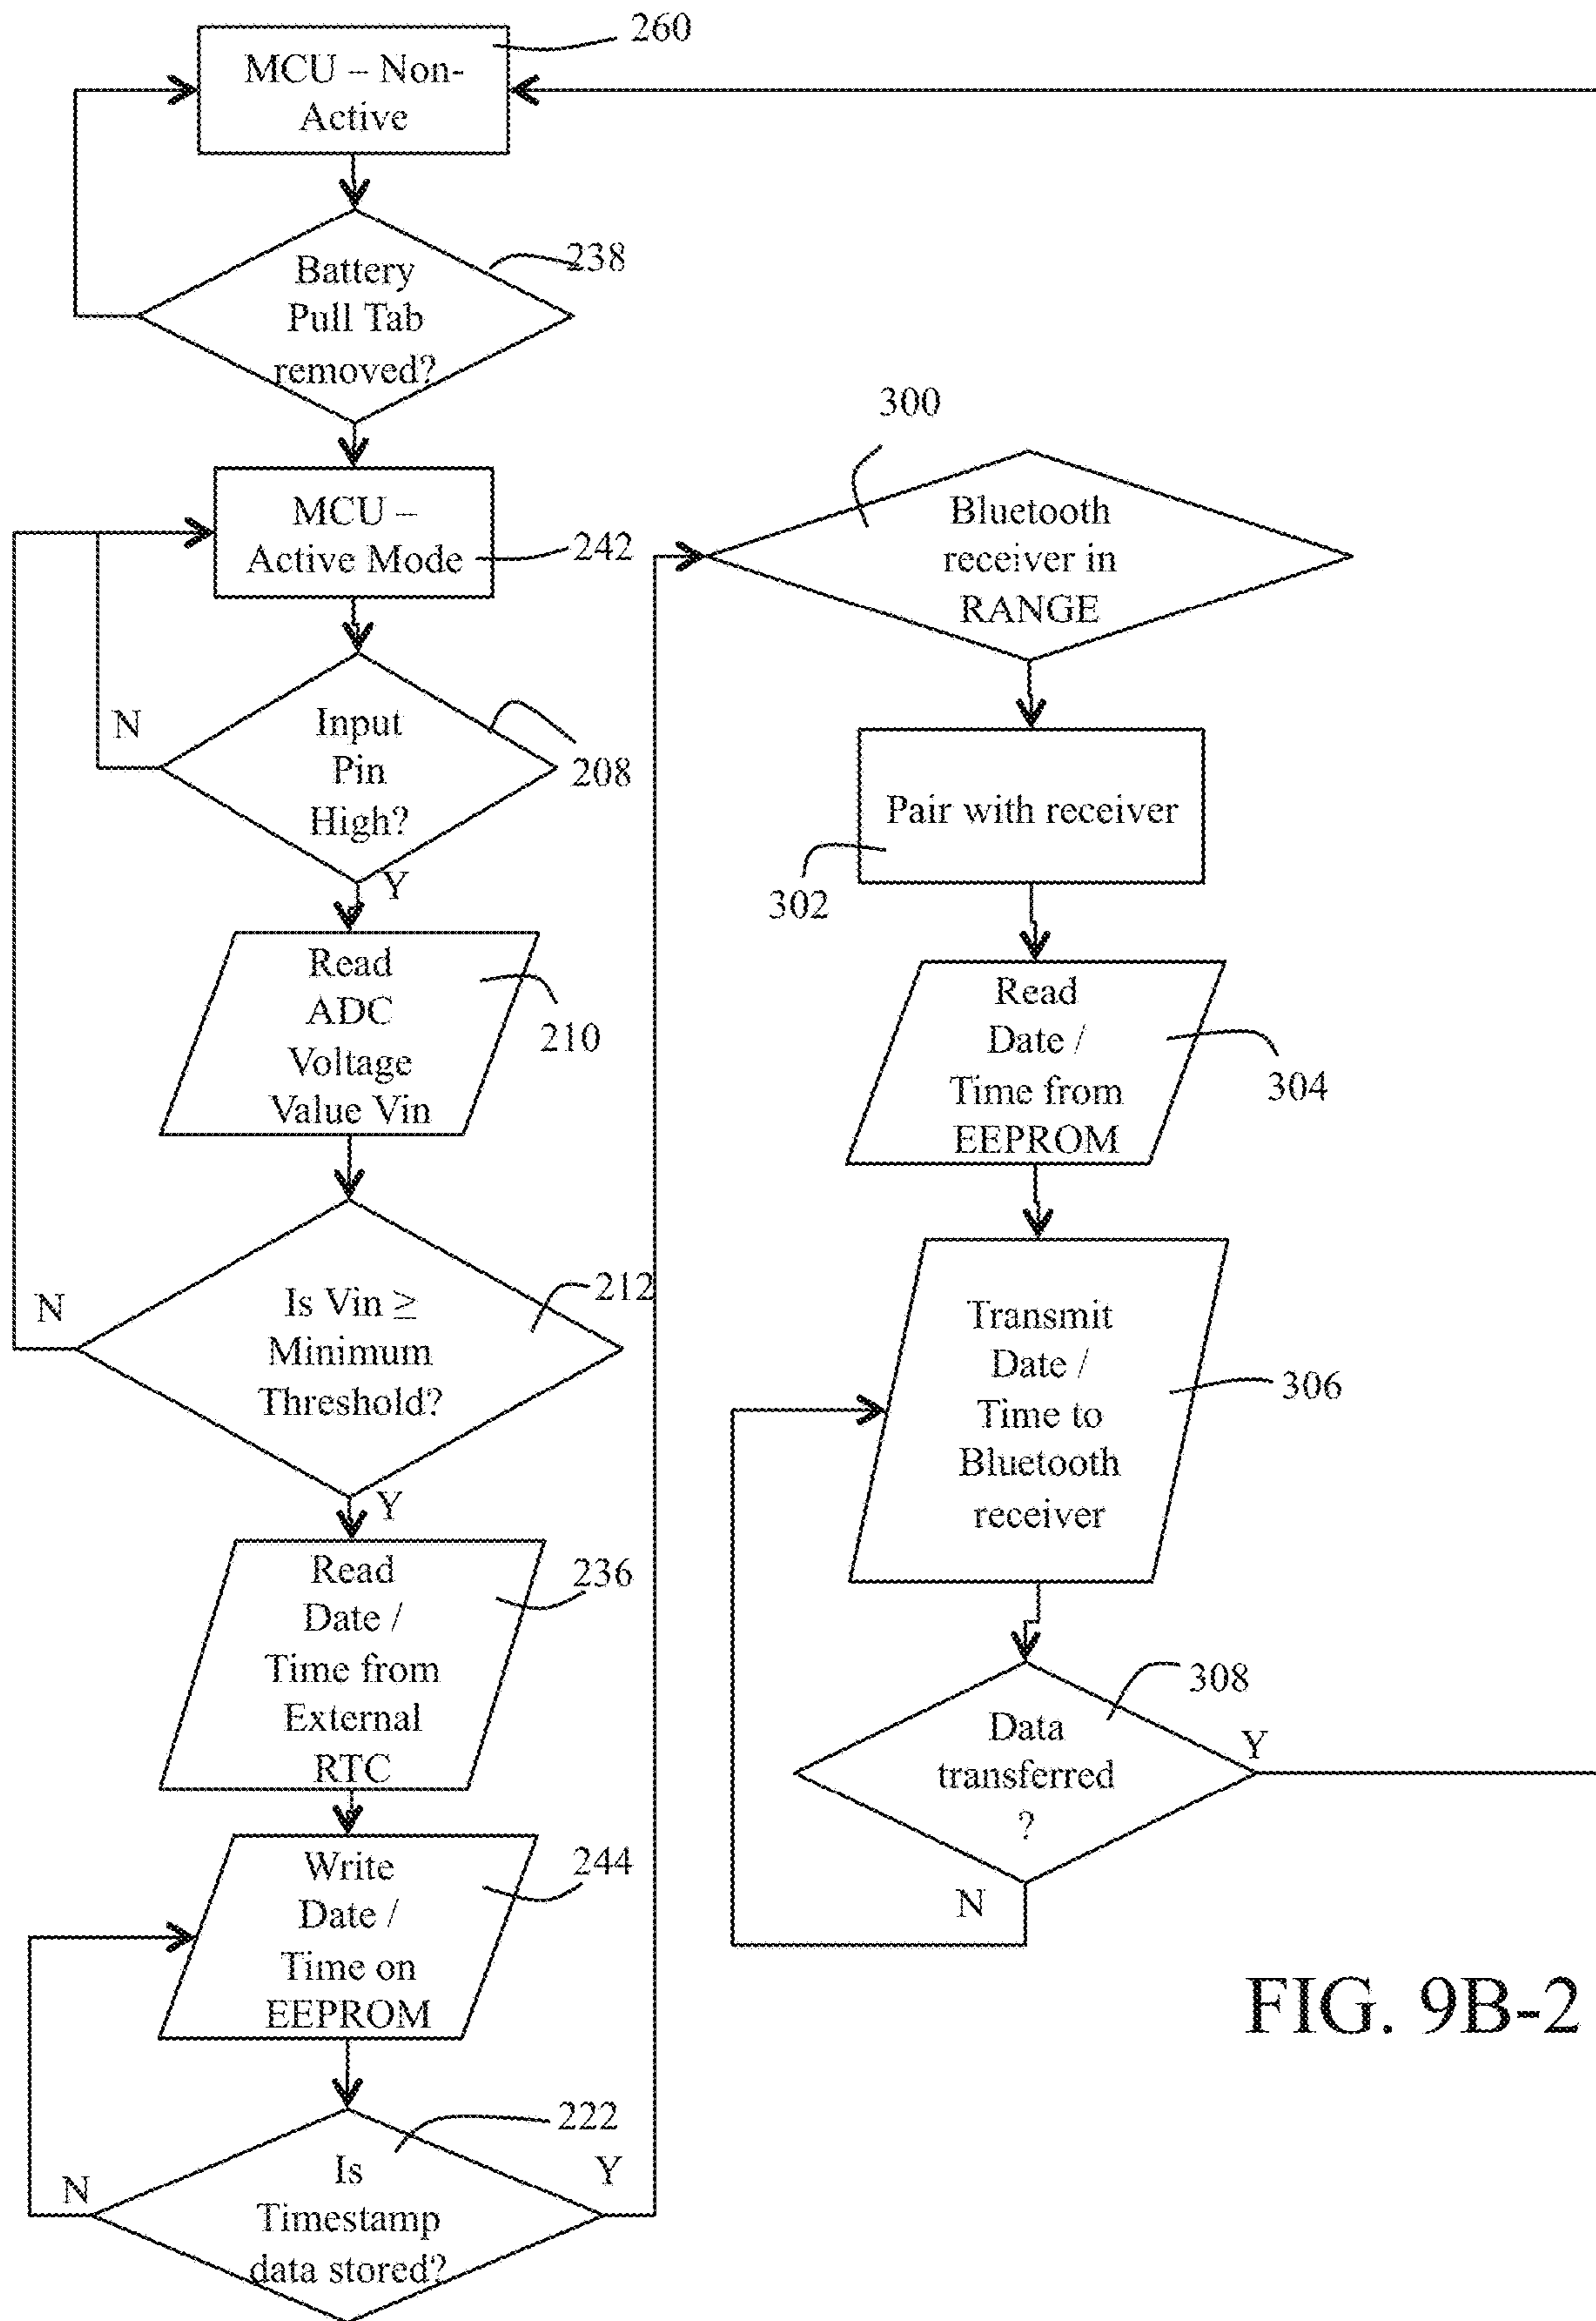 260
MCU – Non-
Active
238
Battery
Pull Tab
removed?
MCU –
Active Mode
242
N
Input
Pin
High?
208
Y
Read
ADC
Voltage
Value Vin
210
N
Is Vin ≥
Minimum
Threshold?
212
Y
Read
Date /
Time from
External
RTC
236
Write
Date /
Time on
EEPROM
244
222
N
Is
Timestamp
data stored?
Y
300
Bluetooth
receiver in
RANGE
Pair with receiver
302
Read
Date /
Time from
EEPROM
304
Transmit
Date /
Time to
Bluetooth
receiver
306
308
Data
transferred
?
Y
N
FIG. 9B-2